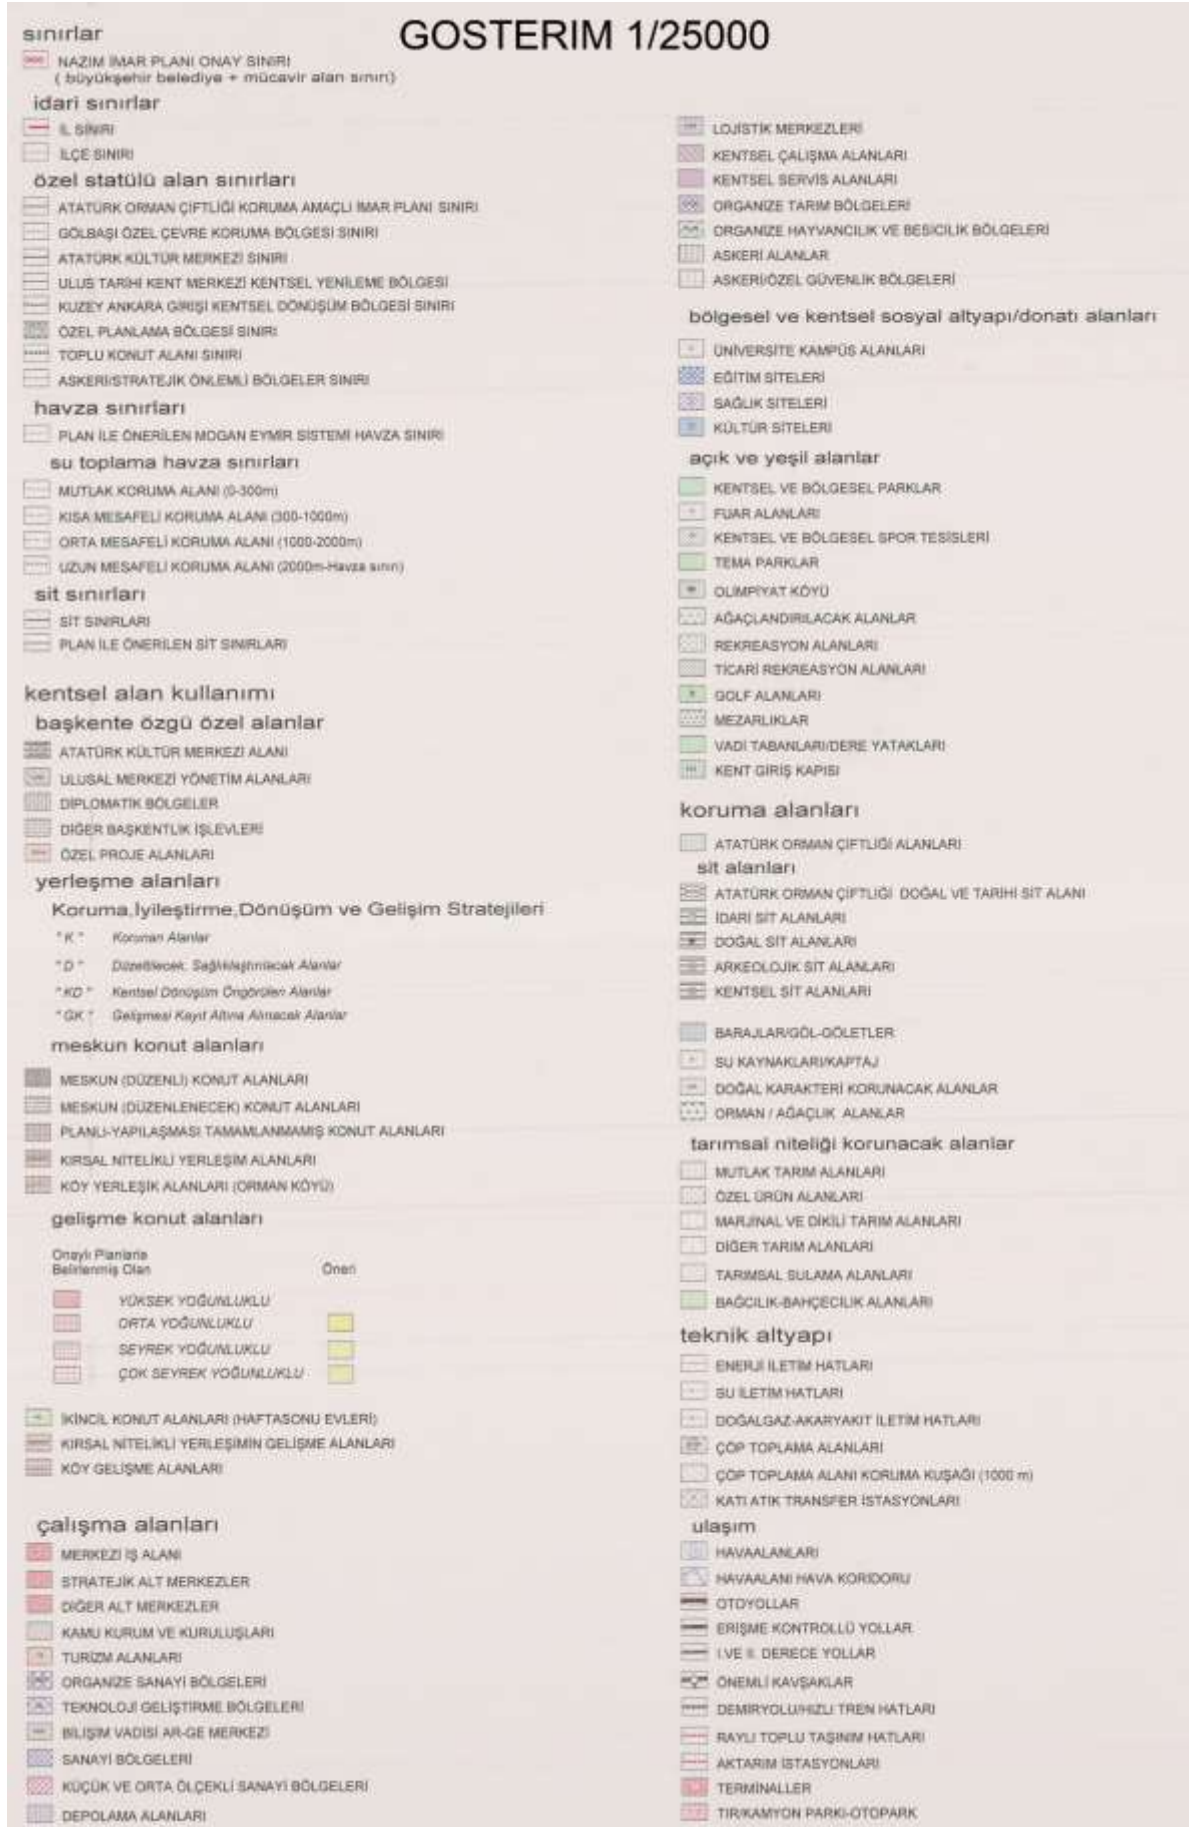 GOSTERIM 1/25000
sınırlar
NAZIM İMAR PLANI ONAY SINIRI
( büyükşehir belediye + mücavir alan sınırı)
idari sınırlar
İL SINIRI
İLÇE SINIRI
özel statülü alan sınırları
ATATÜRK ORMAN ÇİFTLİĞİ KORUMA AMAÇLI İMAR PLANI SINIRI
GÖLBAŞI ÖZEL ÇEVRE KORUMA BÖLGESİ SINIRI
ATATÜRK KÜLTÜR MERKEZİ SINIRI
ULUS TARİHİ KENT MERKEZİ KENTSEL YENİLEME BÖLGESİ
KUZEY ANKARA GİRİŞİ KENTSEL DÖNÜŞÜM BÖLGESİ SINIRI
ÖZEL PLANLAMA BÖLGESİ SINIRI
TOPLU KONUT ALANI SINIRI
ASKERİ/STRATEJİK ÖNLEMLİ BÖLGELER SINIRI
havza sınırları
PLAN İLE ÖNERİLEN MOGAN EYMİR SİSTEMİ HAVZA SINIRI
su toplama havza sınırları
MUTLAK KORUMA ALANI (0-300m)
KISA MESAFELİ KORUMA ALANI (300-1000m)
ORTA MESAFELİ KORUMA ALANI (1000-2000m)
UZUN MESAFELİ KORUMA ALANI (2000m-Havza sınırı)
sit sınırları
SİT SINIRLARI
PLAN İLE ÖNERİLEN SİT SINIRLARI
kentsel alan kullanımı
başkente özgü özel alanlar
ATATÜRK KÜLTÜR MERKEZİ ALANI
ULUSAL MERKEZİ YÖNETİM ALANLARI
DİPLOMATİK BÖLGELER
DİĞER BAŞKENTLİK İŞLEVLERİ
ÖZEL PROJE ALANLARI
yerleşme alanları
Koruma,İyileştirme,Dönüşüm ve Gelişim Stratejileri
" K " Korunan Alanlar
" D " Düzeltilecek, Sağlıklaştırılacak Alanlar
" KD " Kentsel Dönüşüm Öngörülen Alanlar
" GK " Gelişmesi Kayıt Altına Alınacak Alanlar
meskun konut alanları
MESKUN (DÜZENLİ) KONUT ALANLARI
MESKUN (DÜZENLENECEK) KONUT ALANLARI
PLANLI-YAPILAŞMASI TAMAMLANMAMIŞ KONUT ALANLARI
KIRSAL NİTELİKLİ YERLEŞİM ALANLARI
KÖY YERLEŞİK ALANLARI (ORMAN KÖYÜ)
gelişme konut alanları
Onaylı Planlarla
Belirlenmiş Olan Öneri
YÜKSEK YOĞUNLUKLU
ORTA YOĞUNLUKLU
SEYREK YOĞUNLUKLU
ÇOK SEYREK YOĞUNLUKLU
İKİNCİL KONUT ALANLARI (HAFTASONU EVLERİ)
KIRSAL NİTELİKLİ YERLEŞİMİN GELİŞME ALANLARI
KÖY GELİŞME ALANLARI
çalışma alanları
MERKEZİ İŞ ALANI
STRATEJİK ALT MERKEZLER
DİĞER ALT MERKEZLER
KAMU KURUM VE KURULUŞLARI
TURİZM ALANLARI
ORGANİZE SANAYİ BÖLGELERİ
TEKNOLOJİ GELİŞTİRME BÖLGELERİ
BİLİŞİM VADİSİ AR-GE MERKEZİ
SANAYİ BÖLGELERİ
KÜÇÜK VE ORTA ÖLÇEKLİ SANAYİ BÖLGELERİ
DEPOLAMA ALANLARI
LOJİSTİK MERKEZLERİ
KENTSEL ÇALIŞMA ALANLARI
KENTSEL SERVİS ALANLARI
ORGANİZE TARIM BÖLGELERİ
ORGANİZE HAYVANCILIK VE BESİCİLİK BÖLGELERİ
ASKERİ ALANLAR
ASKERİ/ÖZEL GÜVENLİK BÖLGELERİ
bölgesel ve kentsel sosyal altyapı/donatı alanları
ÜNİVERSİTE KAMPÜS ALANLARI
EĞİTİM SİTELERİ
SAĞLIK SİTELERİ
KÜLTÜR SİTELERİ
açık ve yeşil alanlar
KENTSEL VE BÖLGESEL PARKLAR
FUAR ALANLARI
KENTSEL VE BÖLGESEL SPOR TESİSLERİ
TEMA PARKLAR
OLİMPİYAT KÖYÜ
AĞAÇLANDIRILACAK ALANLAR
REKREASYON ALANLARI
TİCARİ REKREASYON ALANLARI
GOLF ALANLARI
MEZARLIKLAR
VADİ TABANLARI/DERE YATAKLARI
KENT GİRİŞ KAPISI
koruma alanları
ATATÜRK ORMAN ÇİFTLİĞİ ALANLARI
sit alanları
ATATÜRK ORMAN ÇİFTLİĞİ DOĞAL VE TARİHİ SİT ALANI
İDARİ SİT ALANLARI
DOĞAL SİT ALANLARI
ARKEOLOJİK SİT ALANLARI
KENTSEL SİT ALANLARI
BARAJLAR/GÖL-GÖLETLER
SU KAYNAKLARI/KAPTAJ
DOĞAL KARAKTERİ KORUNACAK ALANLAR
ORMAN / AĞAÇLIK ALANLAR
tarımsal niteliği korunacak alanlar
MUTLAK TARIM ALANLARI
ÖZEL ÜRÜN ALANLARI
MARJİNAL VE DİKİLİ TARIM ALANLARI
DİĞER TARIM ALANLARI
TARIMSAL SULAMA ALANLARI
BAĞCILIK-BAHÇECİLİK ALANLARI
teknik altyapı
ENERJİ İLETİM HATLARI
SU İLETİM HATLARI
DOĞALGAZ-AKARYAKIT İLETİM HATLARI
ÇÖP TOPLAMA ALANLARI
ÇÖP TOPLAMA ALANI KORUMA KUŞAĞI (1000 m)
KATI ATIK TRANSFER İSTASYONLARI
ulaşım
HAVAALANLARI
HAVAALANI HAVA KORİDORU
OTOYOLLAR
ERİŞME KONTROLLÜ YOLLAR
I.VE II. DERECE YOLLAR
ÖNEMLİ KAVŞAKLAR
DEMİRYOLU/HIZLI TREN HATLARI
RAYLI TOPLU TAŞINIM HATLARI
AKTARIM İSTASYONLARI
TERMİNALLER
TIR/KAMYON PARKI-OTOPARK